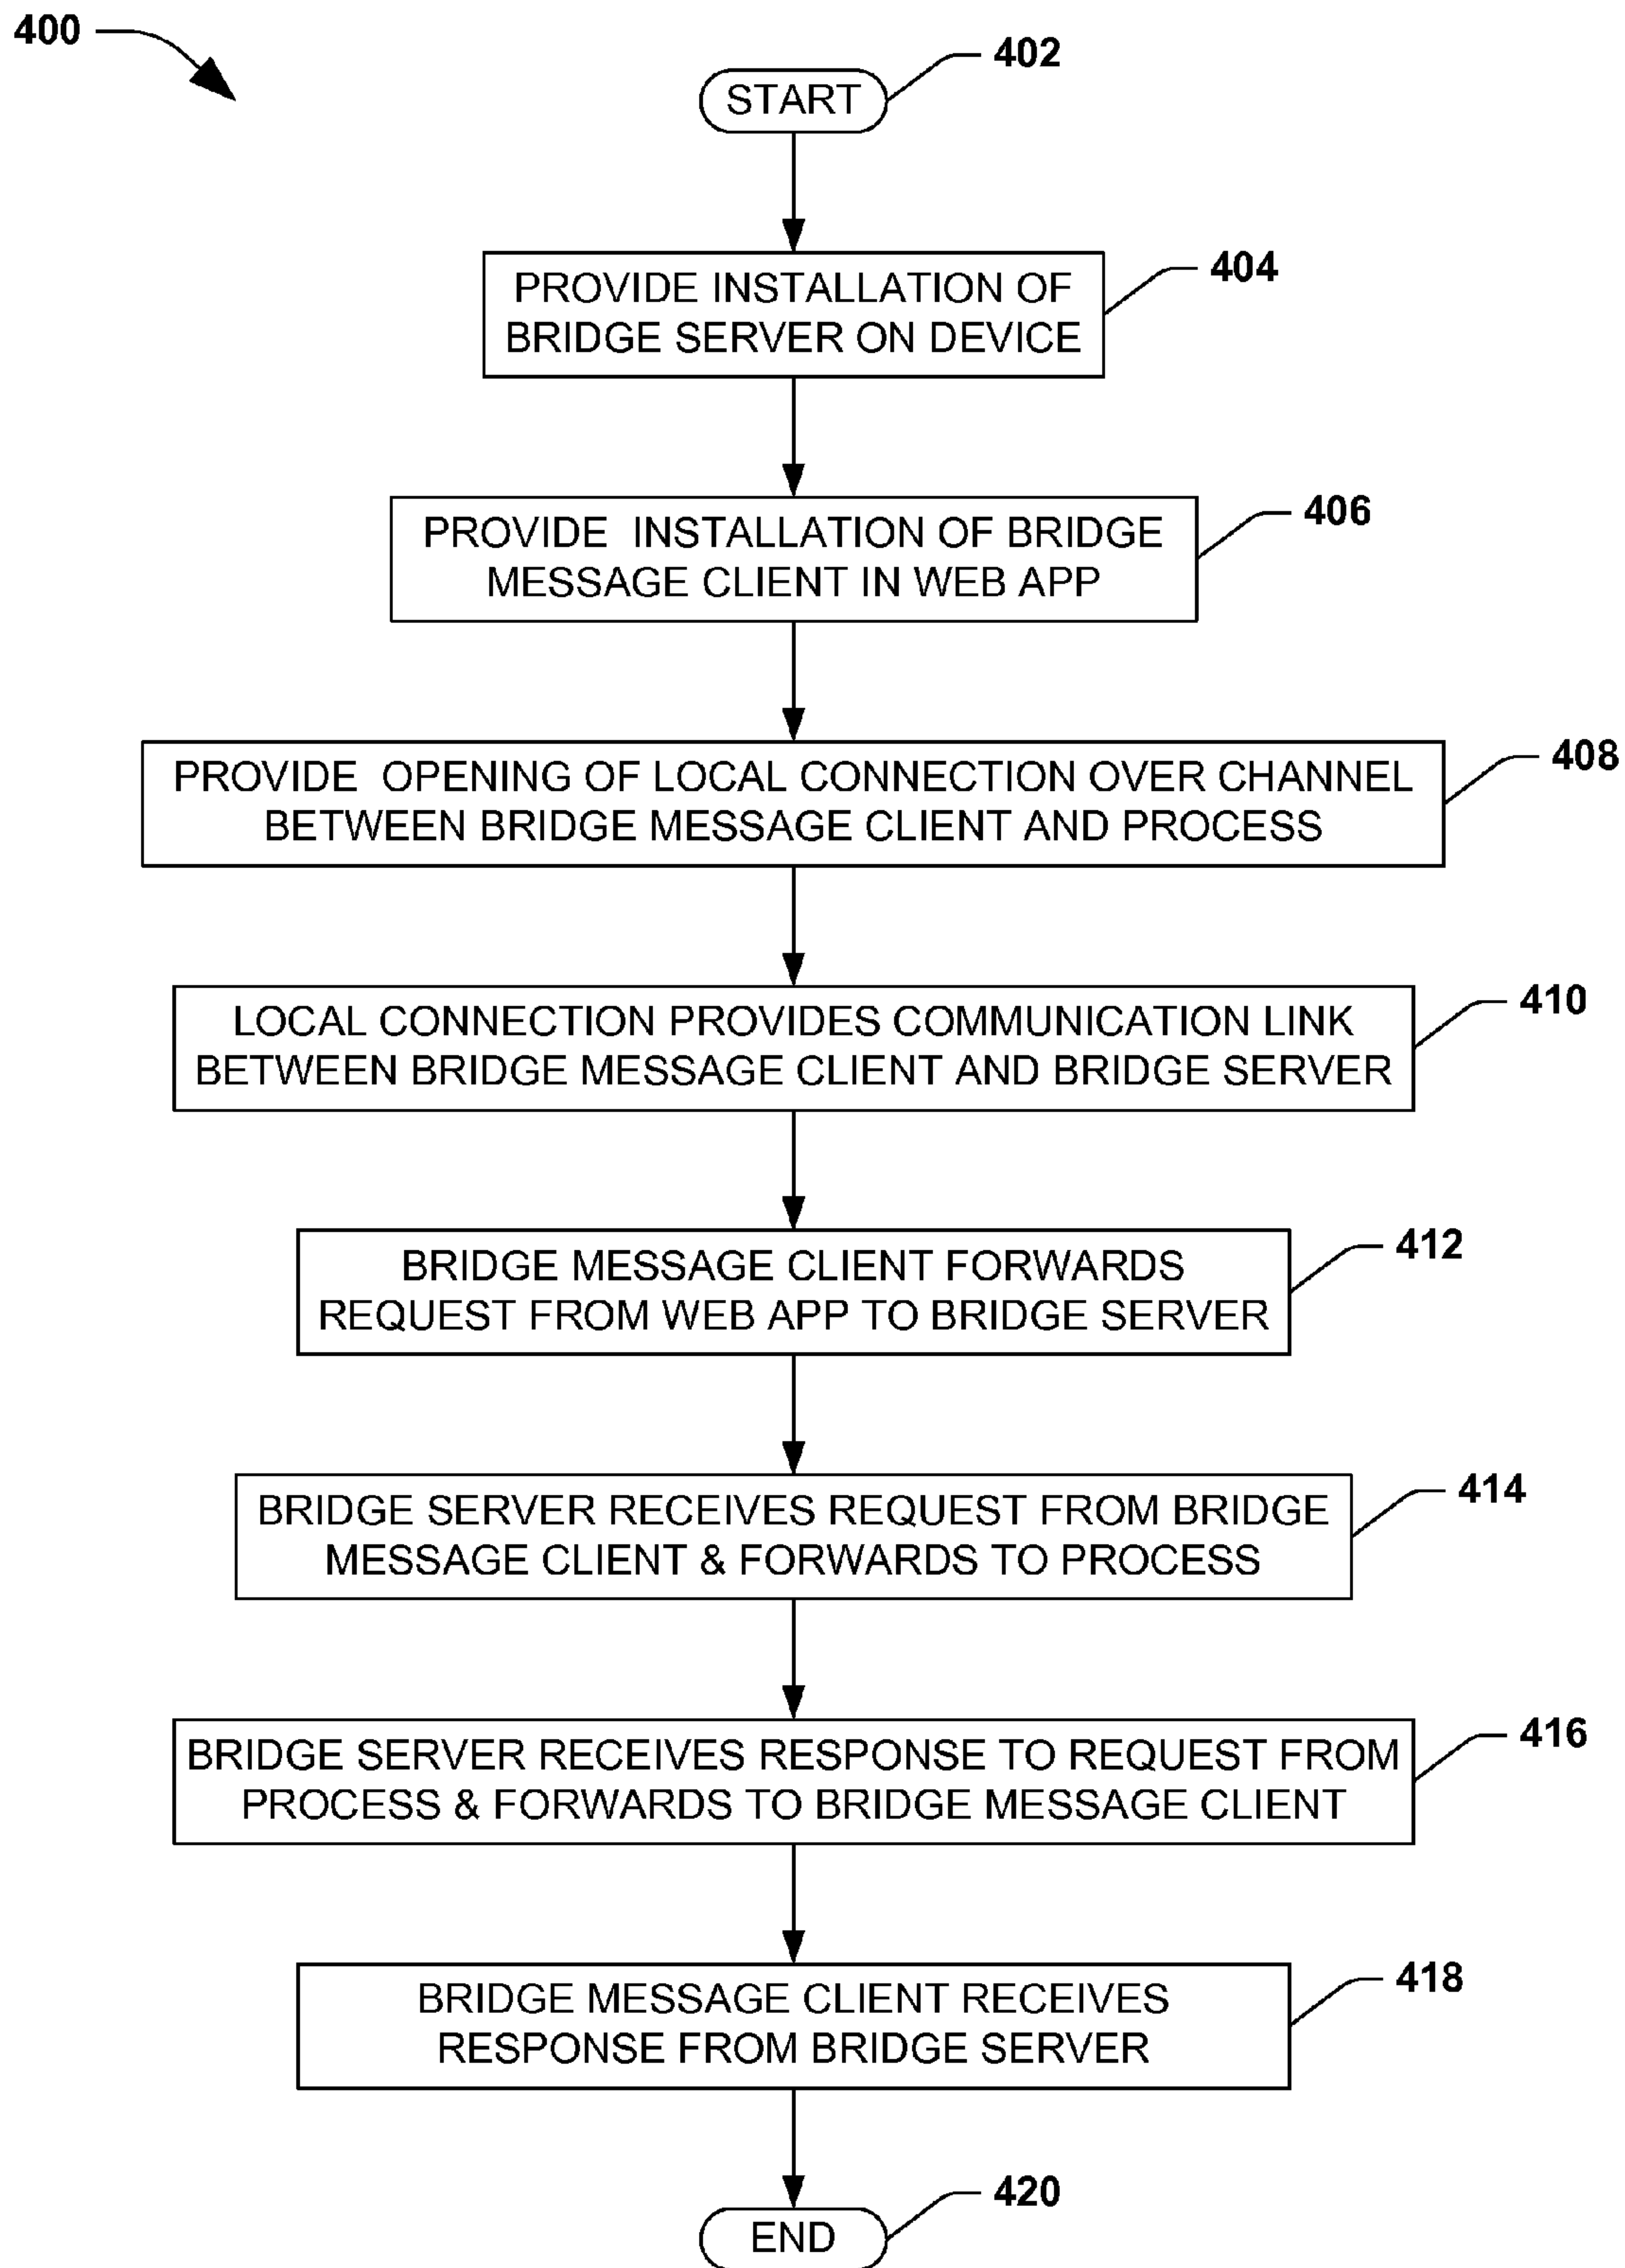 400
402
START
404
PROVIDE INSTALLATION OF
BRIDGE SERVER ON DEVICE
406
PROVIDE INSTALLATION OF BRIDGE
MESSAGE CLIENT IN WEB APP
408
PROVIDE OPENING OF LOCAL CONNECTION OVER CHANNEL
BETWEEN BRIDGE MESSAGE CLIENT AND PROCESS
410
LOCAL CONNECTION PROVIDES COMMUNICATION LINK
BETWEEN BRIDGE MESSAGE CLIENT AND BRIDGE SERVER
412
BRIDGE MESSAGE CLIENT FORWARDS
REQUEST FROM WEB APP TO BRIDGE SERVER
414
BRIDGE SERVER RECEIVES REQUEST FROM BRIDGE
MESSAGE CLIENT & FORWARDS TO PROCESS
416
BRIDGE SERVER RECEIVES RESPONSE TO REQUEST FROM
PROCESS & FORWARDS TO BRIDGE MESSAGE CLIENT
418
BRIDGE MESSAGE CLIENT RECEIVES
RESPONSE FROM BRIDGE SERVER
420
END